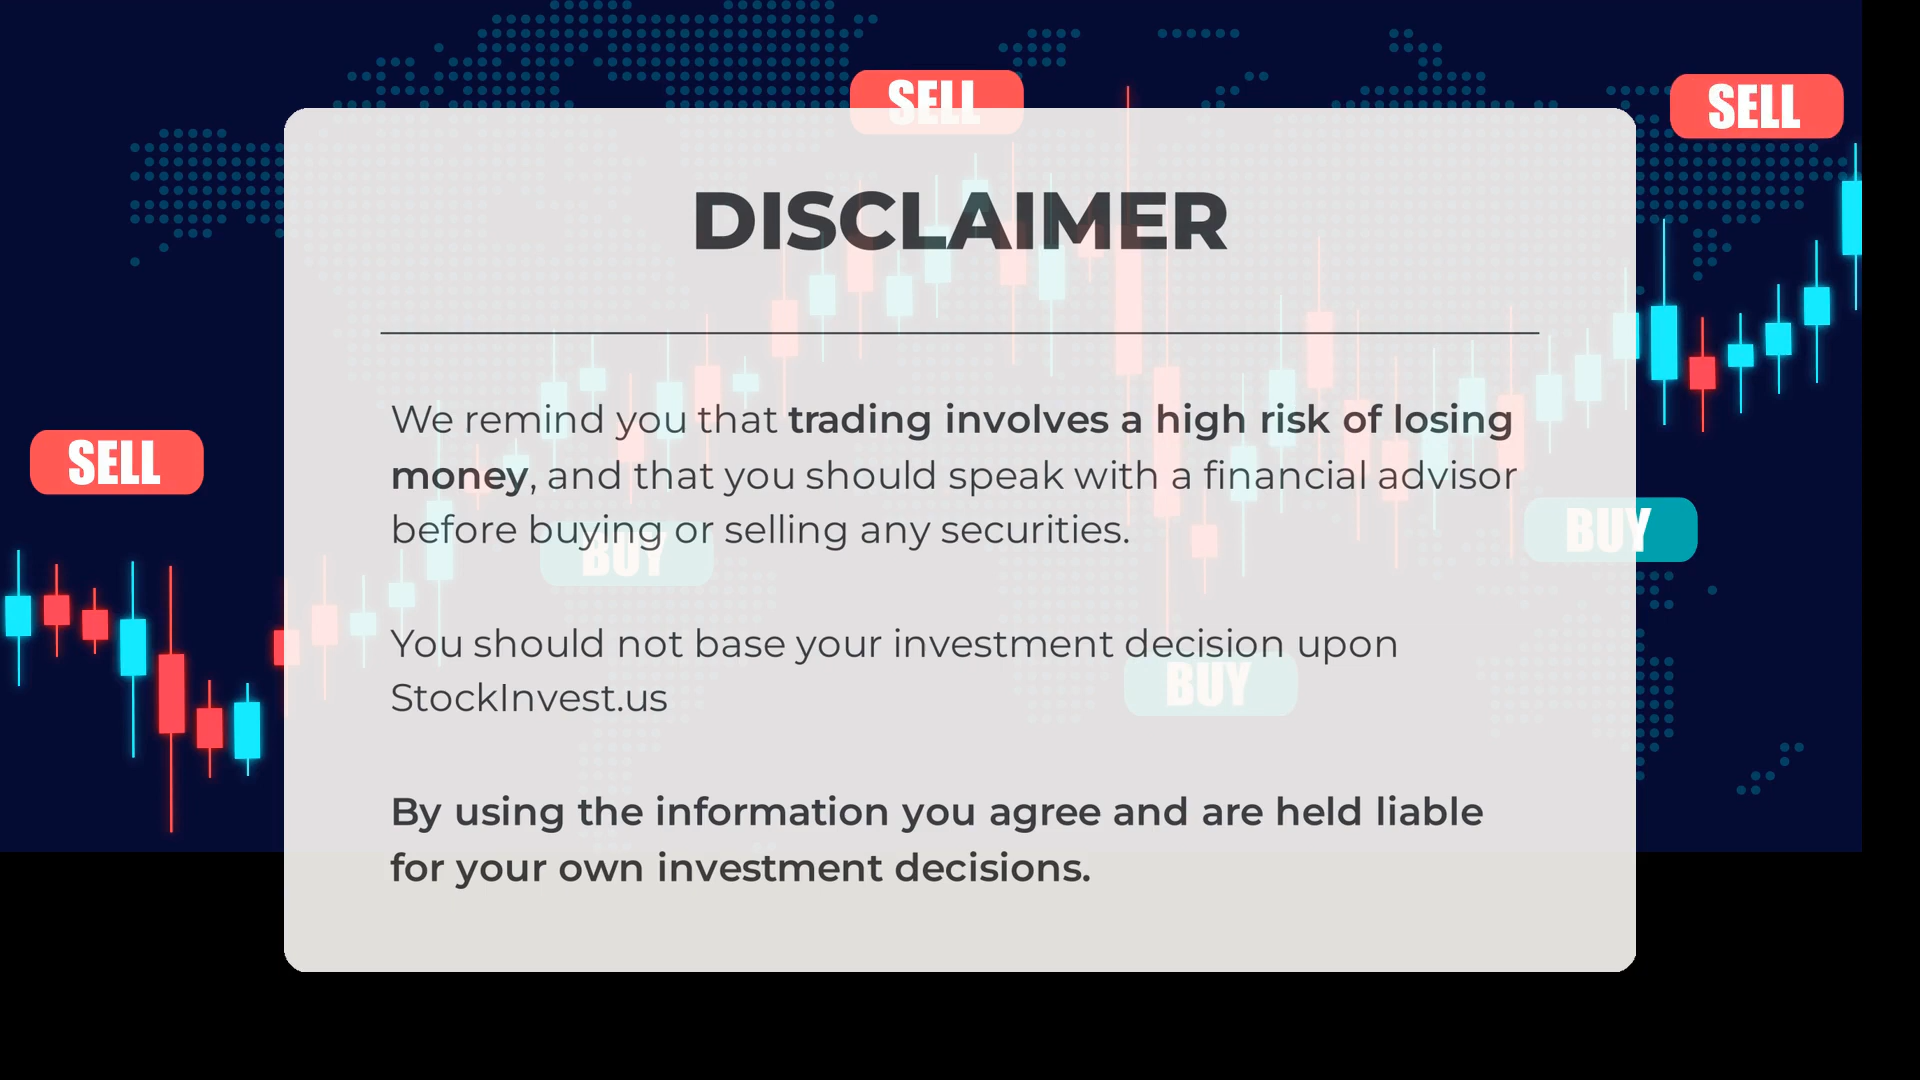 SELL
SELL
DISCLAIMER
We remind you that trading involves a high risk of losing
money, and that you should speak with a financial advisor
before buying or selling any securities.
SELL
BUY
BUY
You should not base your investment decision upon
StockInvest.us
BUY
By using the information you agree and are held liable
for your own investment decisions.